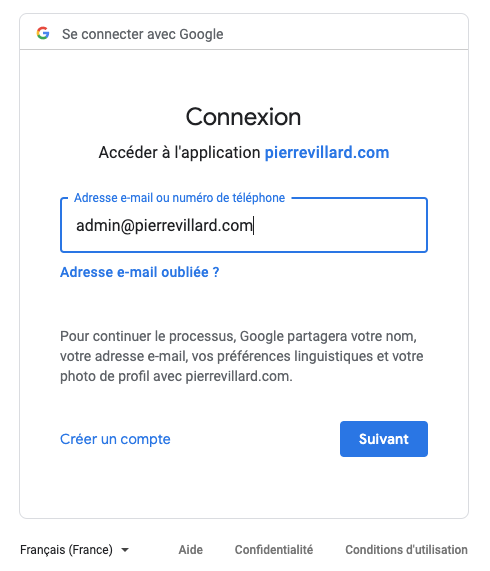 Se connecter avec Google
Connexion
Accéder à l'application pierrevillard.com
Adresse e-mail ou numéro de téléphone
admin@pierrevillard.com
Adresse e-mail oubliée ?
Pour continuer le processus, Google partagera votre nom,
votre adresse e-mail, vos préférences linguistiques et votre
photo de profil avec pierrevillard.com.
Créer un compte
Suivant
Français (France)
Aide
Confidentialité
Conditions d'utilisation